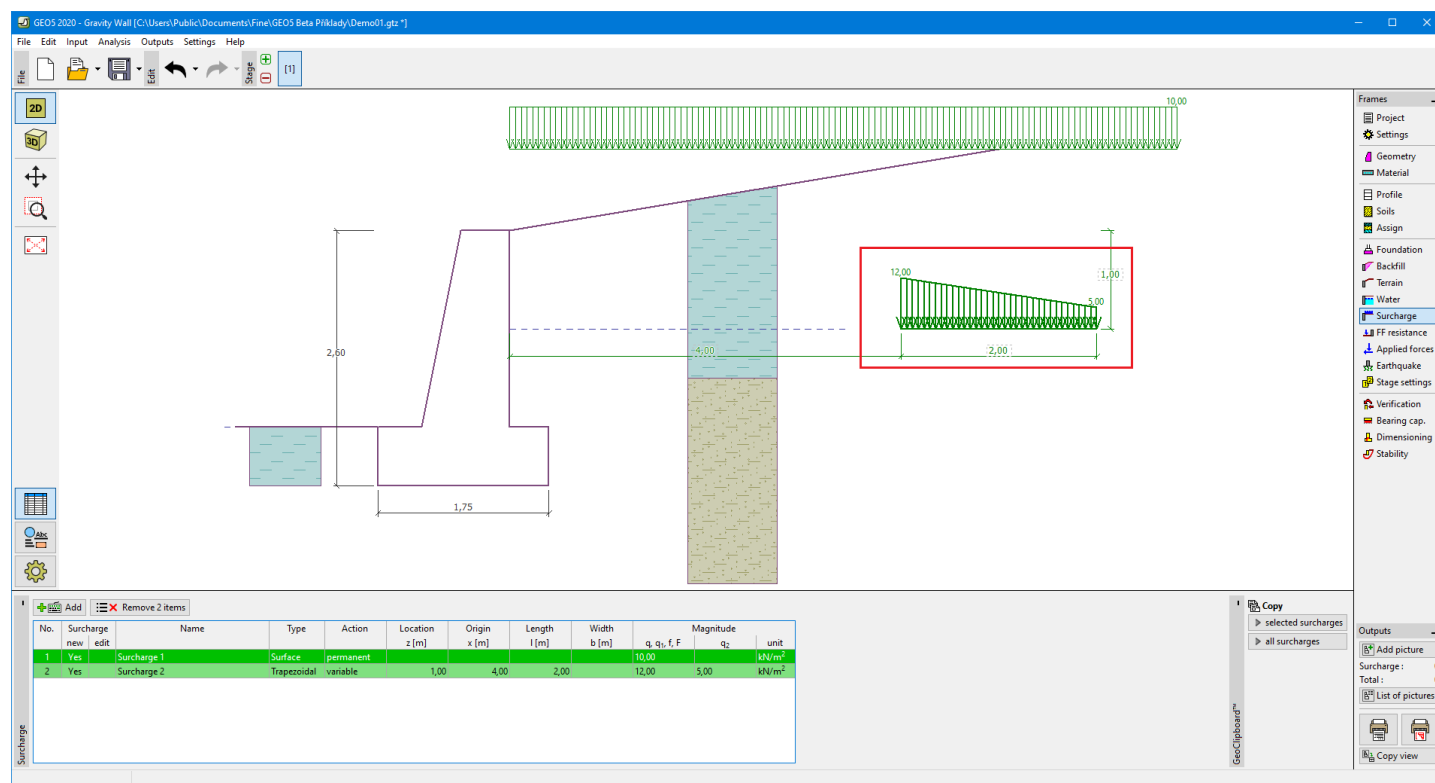 GEO5 2020 - Gravity Wall [C:\Users\Public\Documents\Fine\GEO5 Beta Příklady\Demo01.gtz *]
File Edit Input Analysis Outputs Settings Help
File Edit Stage [1]
2D
3D
Abc
10,00
12,00
5,00
1,00
2,60
4,00
2,00
1,75
Frames
Project
Settings
Geometry
Material
Profile
Soils
Assign
Foundation
Backfill
Terrain
Water
Surcharge
FF resistance
Applied forces
Earthquake
Stage settings
Verification
Bearing cap.
Dimensioning
Stability
Surcharge
Add Remove 2 items
No. Surcharge Name Type Action Location Origin Length Width Magnitude
new edit z [m] x [m] l [m] b [m] q, q₁, f, F q₂ unit
1 Yes Surcharge 1 Surface permanent 10,00 kN/m²
2 Yes Surcharge 2 Trapezoidal variable 1,00 4,00 2,00 12,00 5,00 kN/m²
GeoClipboard™
Copy
selected surcharges
all surcharges
Outputs
Add picture
Surcharge :
Total :
List of pictures
Copy view